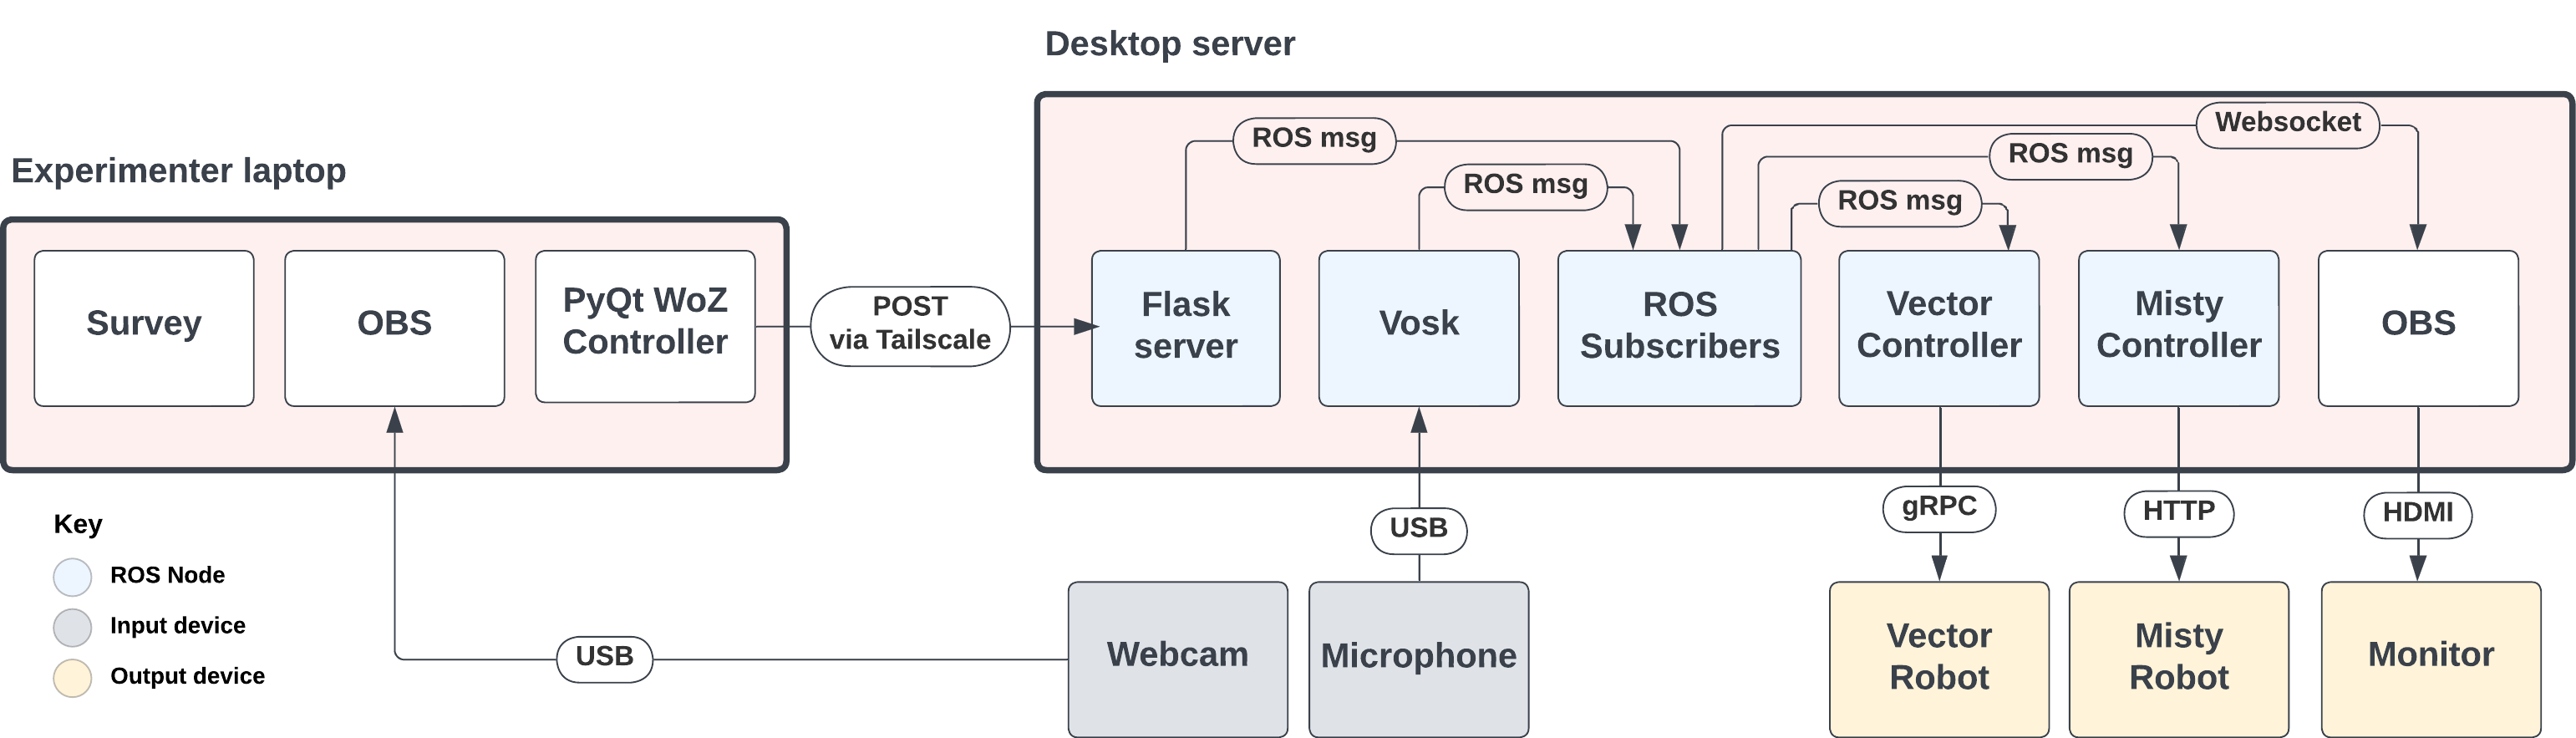 Desktop server
Experimenter laptop
ROS msg
ROS msg
Websocket
ROS msg
ROS msg
Survey
OBS
PyQt WoZ
Controller
POST
via Tailscale
Flask
server
Vosk
ROS
Subscribers
Vector
Controller
Misty
Controller
OBS
Key
ROS Node
Input device
Output device
USB
USB
gRPC
HTTP
HDMI
Webcam
Microphone
Vector
Robot
Misty
Robot
Monitor